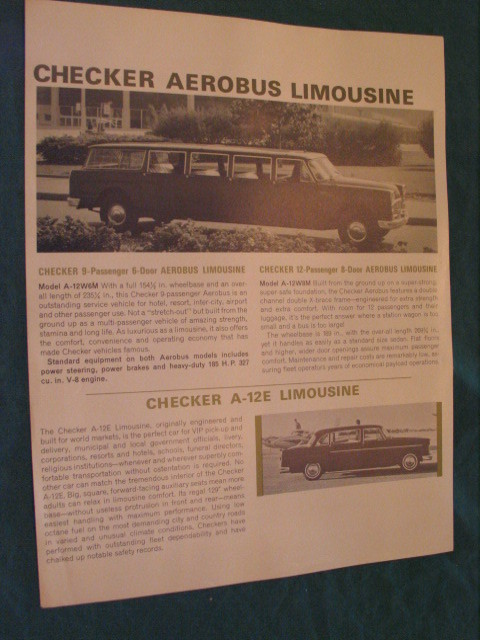 CHECKER AEROBUS LIMOUSINE
CHECKER 9-Passenger 6-Door AEROBUS LIMOUSINE
Model A-12W6M With a full 154½ in. wheelbase and an over-
all length of in., this Checker 9-passenger Aerobus is an
outstanding service vehicle for hotel, resort, inter-city, airport
and other passenger use. Not a "stretch-out" but built from the
ground up as a multi-passenger vehicle of amazing strength,
stamina and long life. As luxurious as a limousine, it also offers
the comfort, convenience and operating economy that has
made Checker vehicles famous.
Standard equipment on both Aerobus models includes
power steering, power brakes and heavy-duty 185 H.P. 327
cu. in. V-8 engine.
CHECKER 12-Passenger 8-Door AEROBUS LIMOUSINE
Model A-12W8M Built from the ground up on a super-strong,
super safe foundation, the Checker Aerobus features a double
channel double X-brace frame—engineered for extra strength
and extra comfort. With room for 12 passengers and their
luggage, it's the perfect answer where a station wagon is too
small and a bus is too large!
The wheelbase is 189 in., with the overall length in.,
yet it handles as easily as a standard size sedan. Flat floors
and higher, wider door openings assure maximum passenger
comfort. Maintenance and repair costs are remarkably low, as-
suring fleet operators years of economical payload operations.
CHECKER A-12E LIMOUSINE
The Checker A-12E Limousine, originally engineered and
built for world markets, is the perfect car for VIP pick-up and
delivery, municipal and local government officials, livery,
corporations, resorts and hotels, schools, funeral directors,
religious institutions—whenever and wherever superbly com-
fortable transportation without ostentation is required. No
other car can match the tremendous interior of the Checker
A-12E. Big, square, forward-facing auxiliary seats mean more
adults can relax in limousine comfort. Its regal 129" wheel-
base—without useless protrusion in front and rear—means
easiest handling with maximum performance. Using low
octane fuel on the most demanding city and country roads
in varied and unusual climate conditions, Checkers have
performed with outstanding fleet dependability and have
chalked up notable safety records.